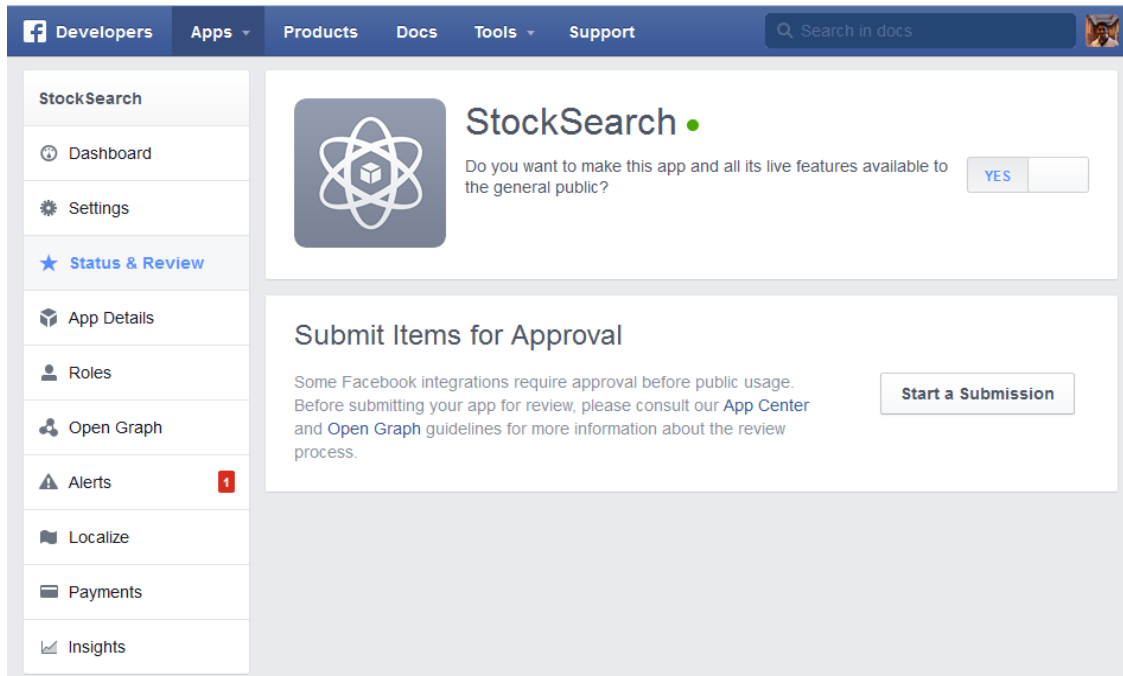 Developers Apps Products Docs Tools Support Search in docs
StockSearch
Dashboard
Settings
Status & Review
App Details
Roles
Open Graph
Alerts 1
Localize
Payments
Insights
StockSearch
Do you want to make this app and all its live features available to
the general public?
YES
Submit Items for Approval
Some Facebook integrations require approval before public usage.
Before submitting your app for review, please consult our App Center
and Open Graph guidelines for more information about the review
process.
Start a Submission